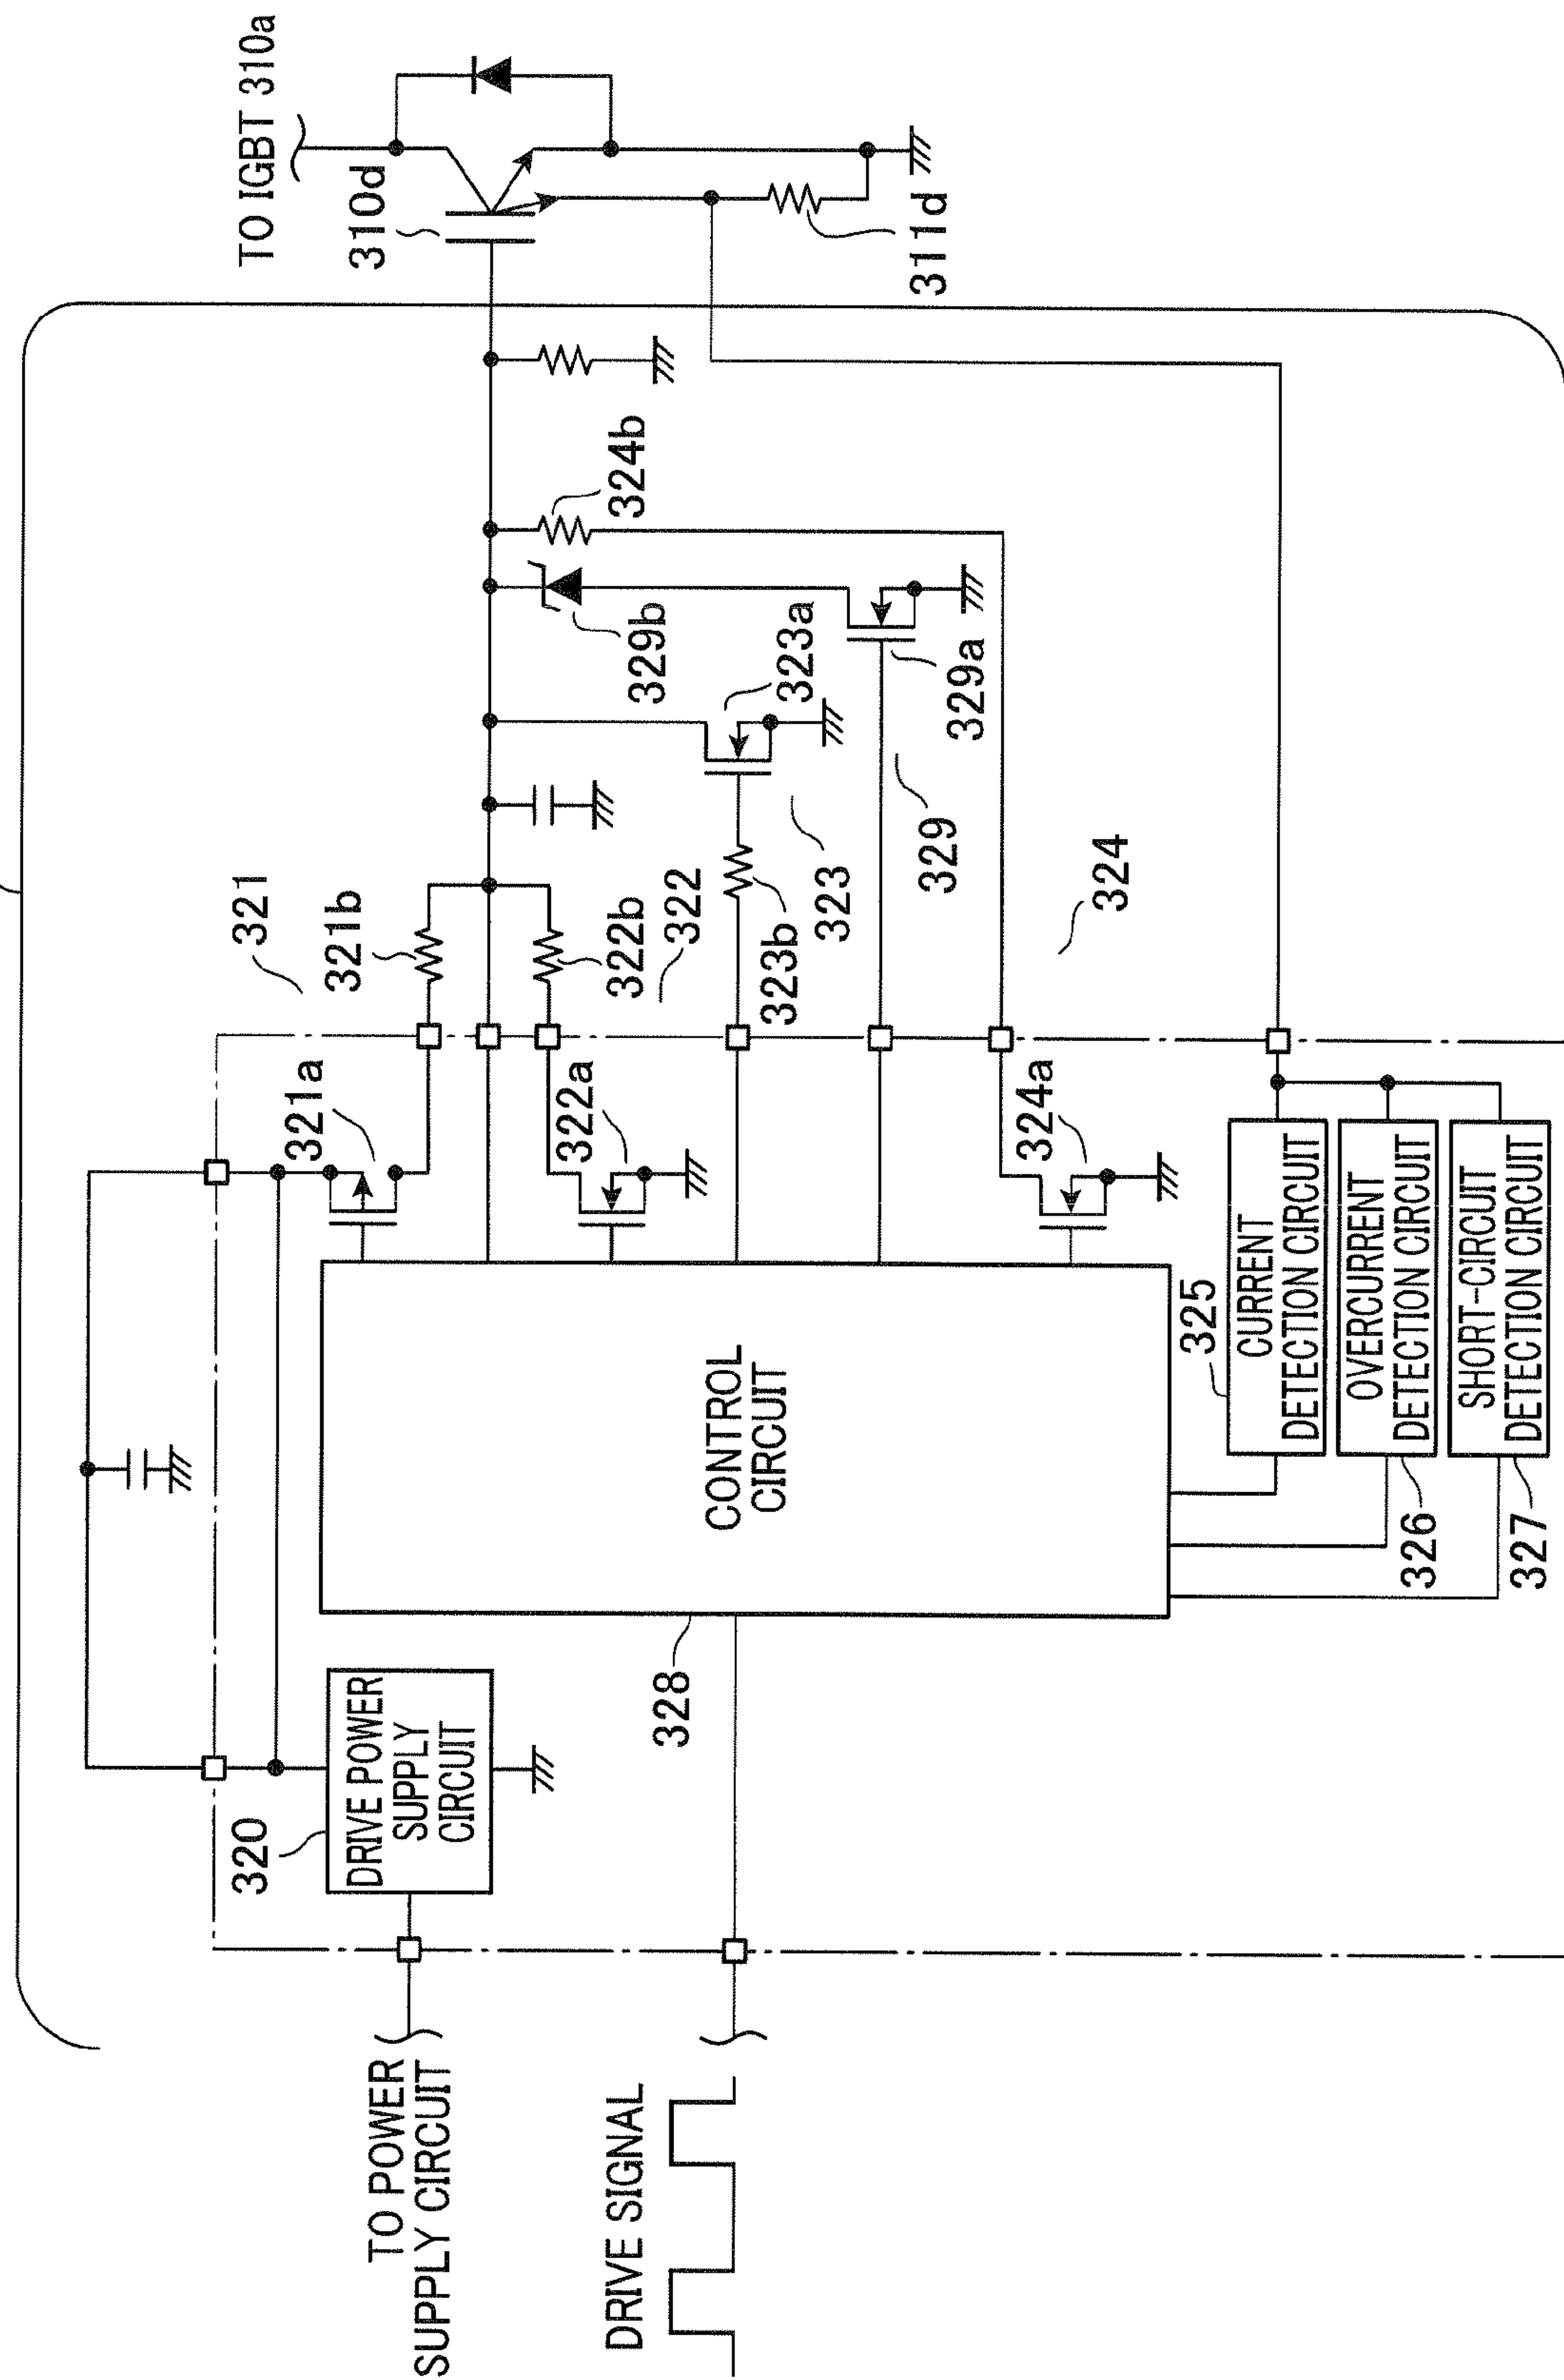 TO POWER
SUPPLY CIRCUIT
DRIVE SIGNAL
320
DRIVE POWER
SUPPLY
CIRCUIT
328
CONTROL
CIRCUIT
321
321a
321b
322a
322b
322
323b
323
323a
329b
329
329a
324b
324
324a
325
CURRENT
DETECTION CIRCUIT
OVERCURRENT
DETECTION CIRCUIT
326
SHORT-CIRCUIT
DETECTION CIRCUIT
327
TO IGBT 310a
310d
311d